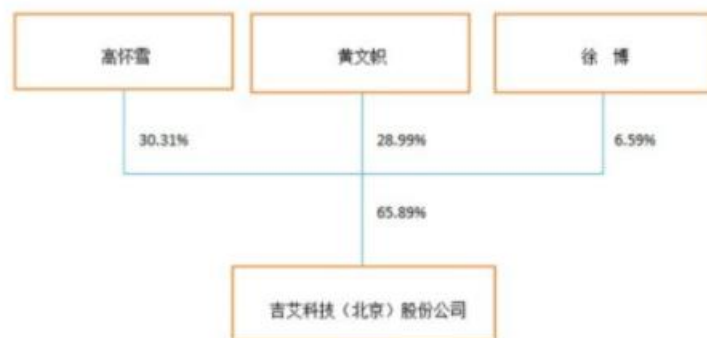 高怀雪
黄文帜
徐 博
30.31%
28.99%
6.59%
65.89%
吉艾科技（北京）股份公司